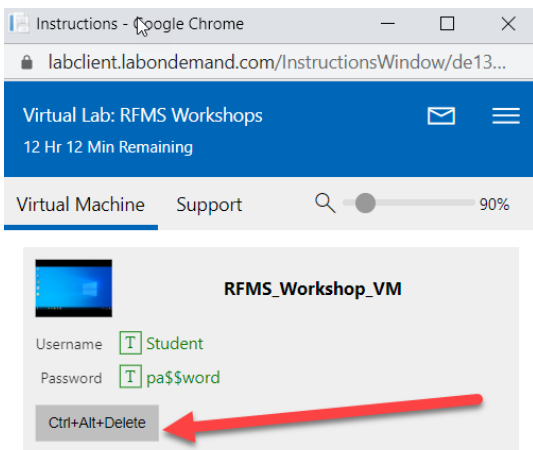 Instructions - Google Chrome
labclient.labondemand.com/InstructionsWindow/de13...
Virtual Lab: RFMS Workshops
12 Hr 12 Min Remaining
Virtual Machine Support 90%
RFMS_Workshop_VM
Username T Student
Password T pa$$word
Ctrl+Alt+Delete